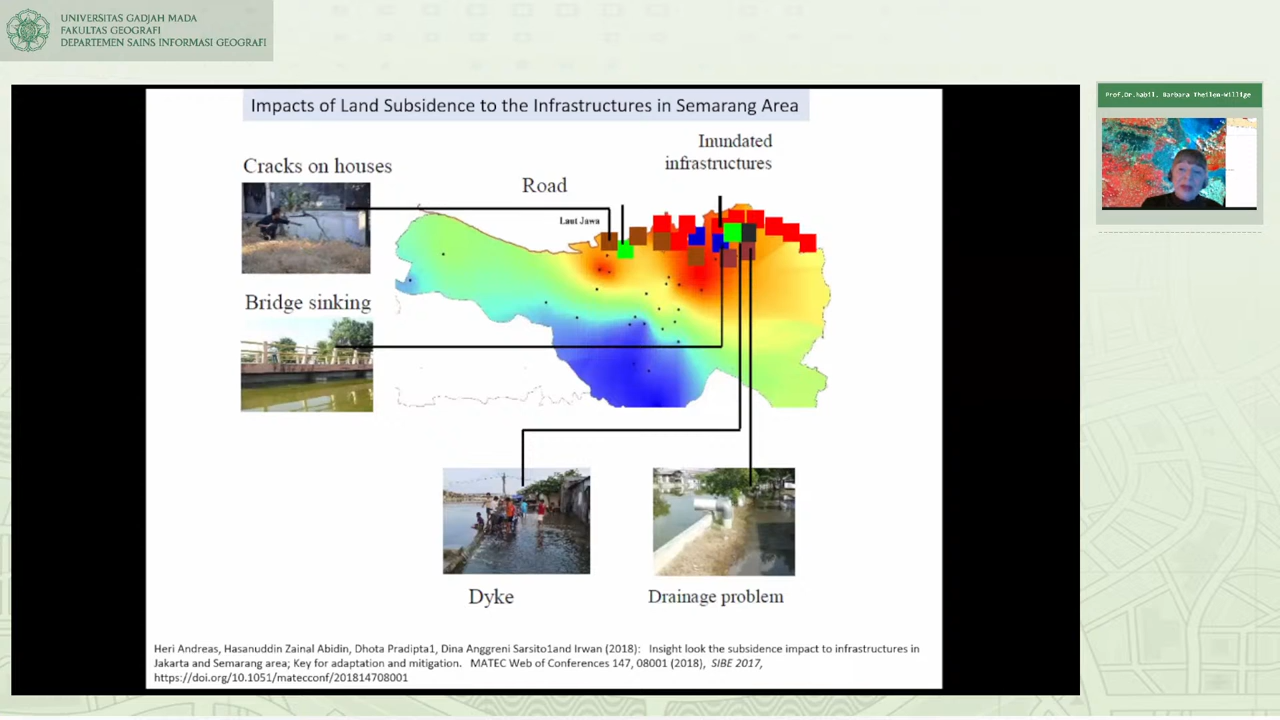 UNIVERSITAS GADJAH MADA
FAKULTAS GEOGRAFI
DEPARTEMEN SAINS INFORMASI GEOGRAFI
Prof.Dr.habil. Barbara Theilen-Willige
Impacts of Land Subsidence to the Infrastructures in Semarang Area
Inundated
infrastructures
Cracks on houses
Road
Laut Jawa
Bridge sinking
Dyke
Drainage problem
Heri Andreas, Hasanuddin Zainal Abidin, Dhota Pradipta1, Dina Anggreni Sarsito1and Irwan (2018): Insight look the subsidence impact to infrastructures in
Jakarta and Semarang area; Key for adaptation and mitigation. MATEC Web of Conferences 147, 08001 (2018), SIBE 2017,
https://doi.org/10.1051/matecconf/201814708001